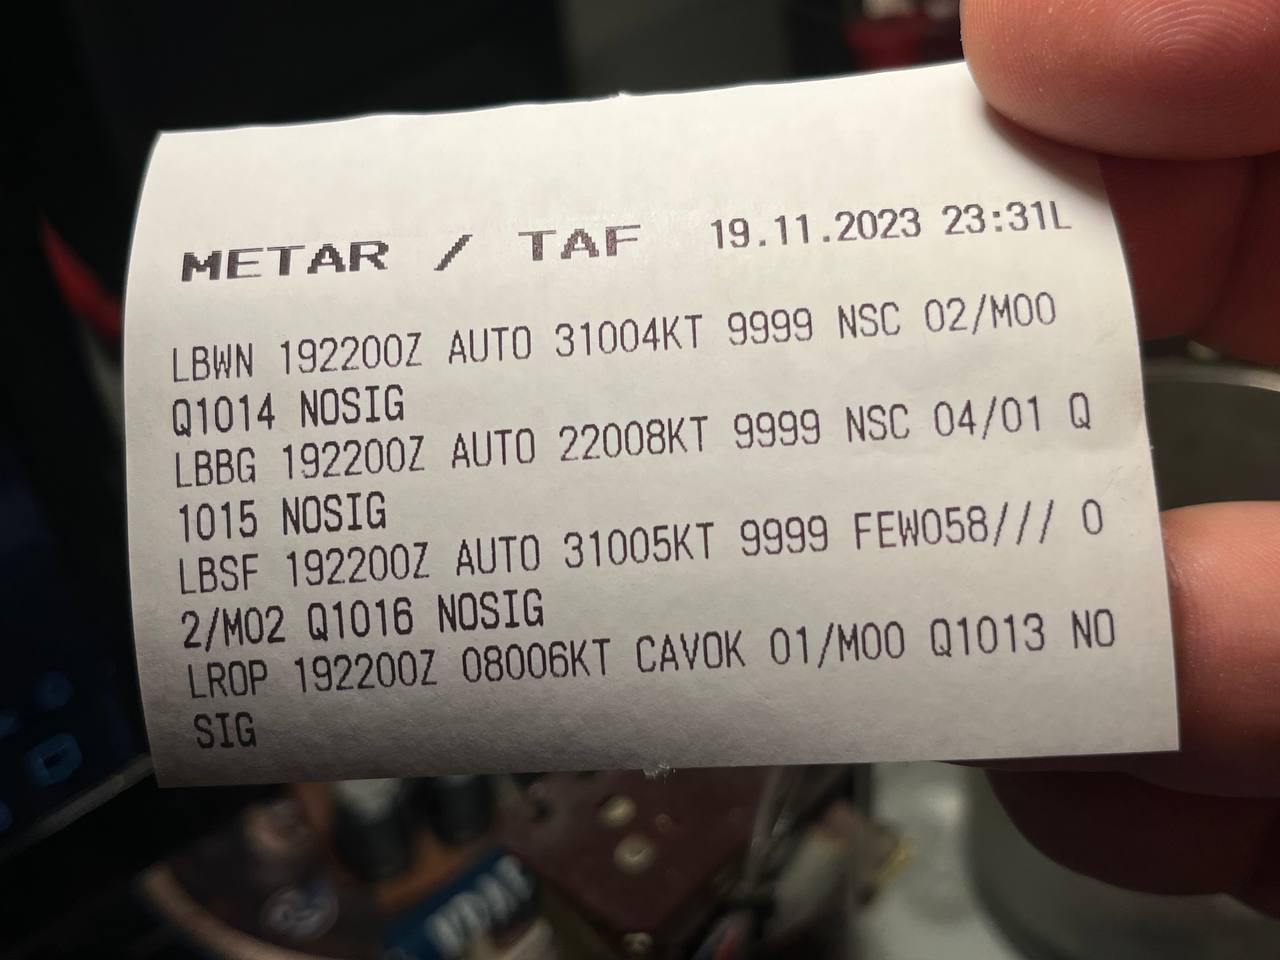 METAR / TAF 19.11.2023 23:31L
LBWN 192200Z AUTO 31004KT 9999 NSC 02/M00
Q1014 NOSIG
LBBG 192200Z AUTO 22008KT 9999 NSC 04/01 Q
1015 NOSIG
LBSF 192200Z AUTO 31005KT 9999 FEW058/// 0
2/M02 Q1016 NOSIG
LROP 192200Z 08006KT CAVOK 01/M00 Q1013 NO
SIG